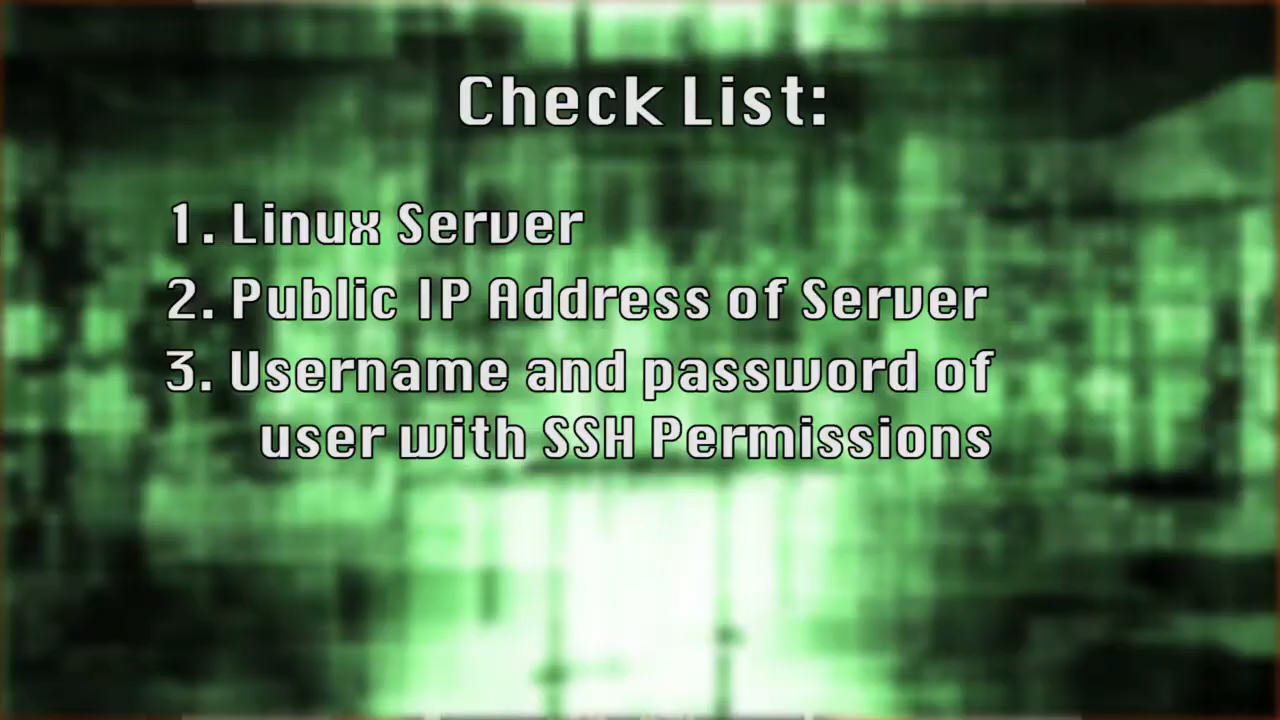 Check List:
1. Linux Server
2. Public IP Address of Server
3. Username and password of
user with SSH Permissions